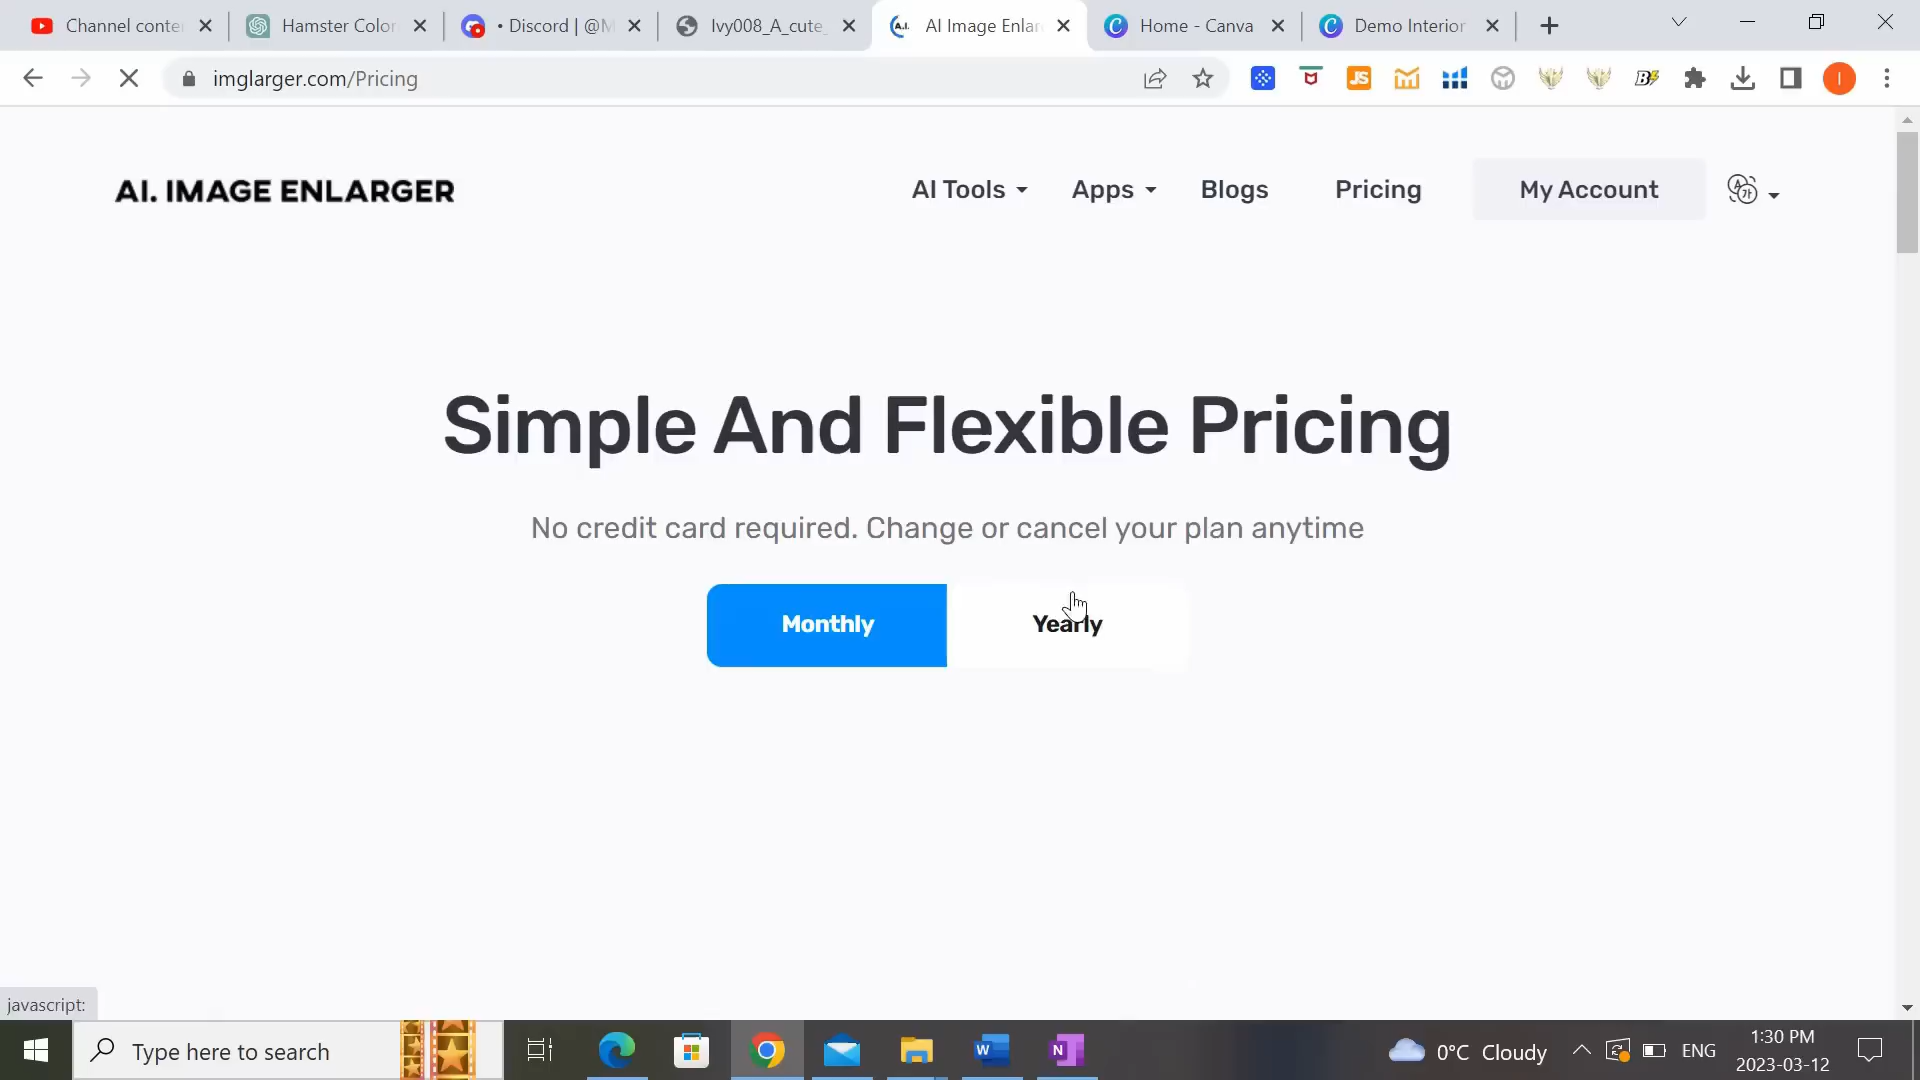 Channel conte
Hamster Color
• Discord | @M
Ivy008_A_cute_
AI Image Enlar
Home - Canva
Demo Interior
imglarger.com/Pricing
AI. IMAGE ENLARGER
AI Tools
Apps
Blogs
Pricing
My Account
Simple And Flexible Pricing
No credit card required. Change or cancel your plan anytime
Monthly
Yearly
javascript:
Type here to search
0°C Cloudy
ENG
1:30 PM
2023-03-12